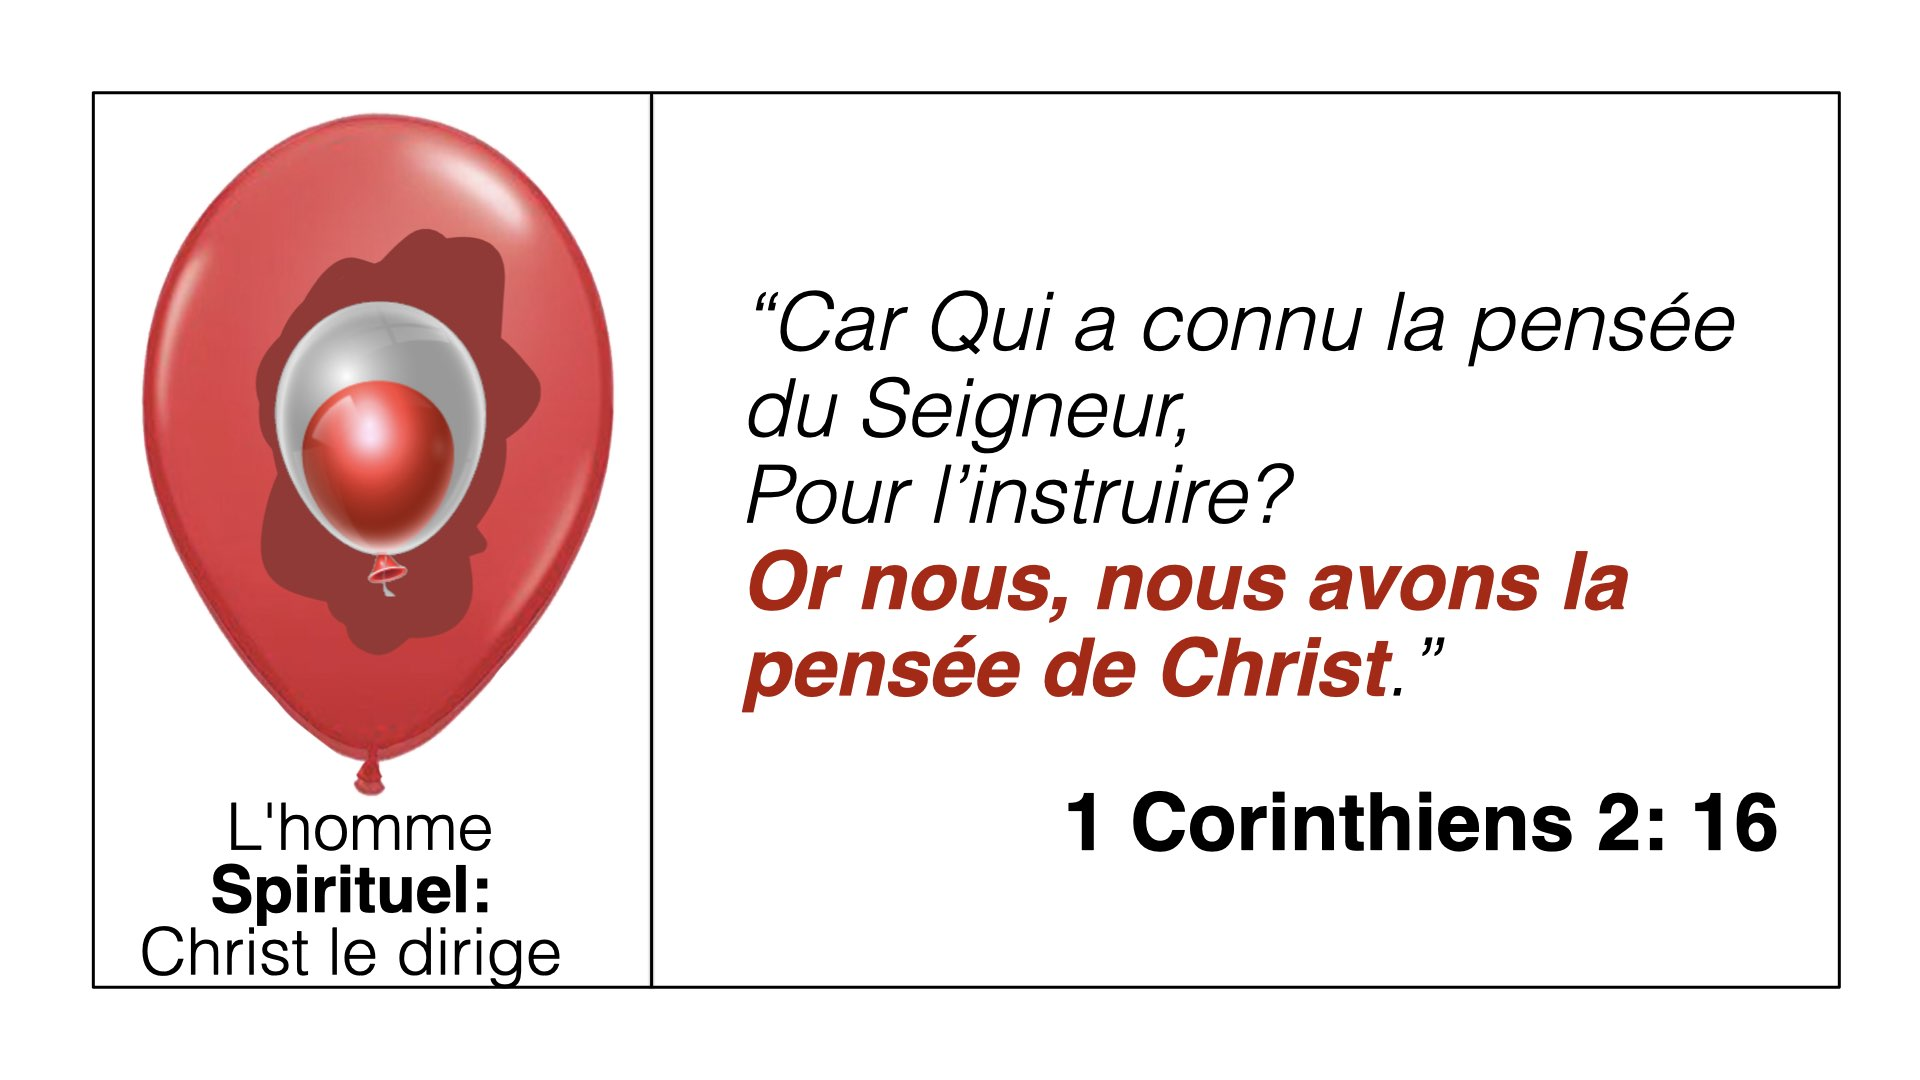 L'homme
Spirituel:
Christ le dirige
“Car Qui a connu la pensée
du Seigneur,
Pour l’instruire?
Or nous, nous avons la
pensée de Christ.”
1 Corinthiens 2: 16